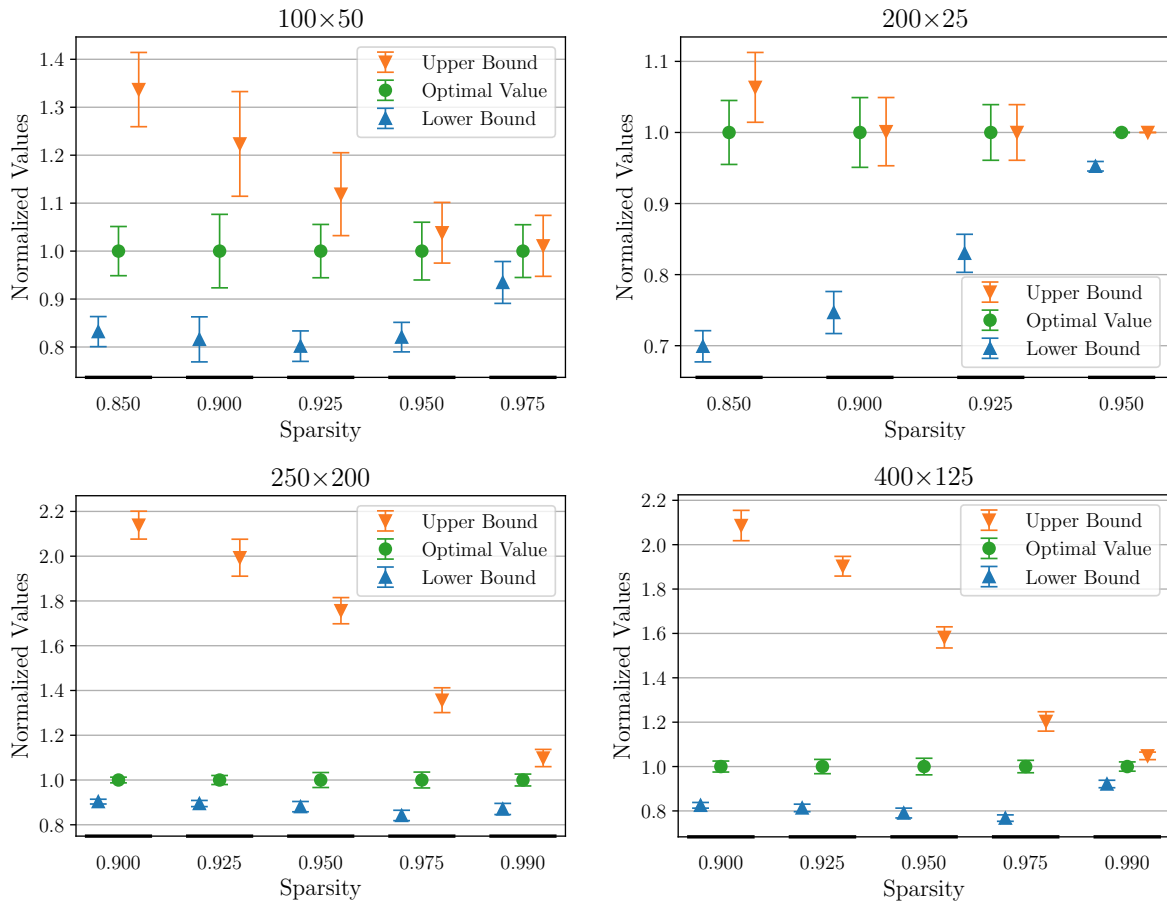 100×50
1.4
1.3
1.2
1.1
1.0
0.9
0.8
Normalized Values
Upper Bound
Optimal Value
Lower Bound
0.850 0.900 0.925 0.950 0.975
Sparsity
200×25
1.1
1.0
0.9
0.8
0.7
Normalized Values
Upper Bound
Optimal Value
Lower Bound
0.850 0.900 0.925 0.950
Sparsity
250×200
2.2
2.0
1.8
1.6
1.4
1.2
1.0
0.8
Normalized Values
Upper Bound
Optimal Value
Lower Bound
0.900 0.925 0.950 0.975 0.990
Sparsity
400×125
2.2
2.0
1.8
1.6
1.4
1.2
1.0
0.8
Normalized Values
Upper Bound
Optimal Value
Lower Bound
0.900 0.925 0.950 0.975 0.990
Sparsity